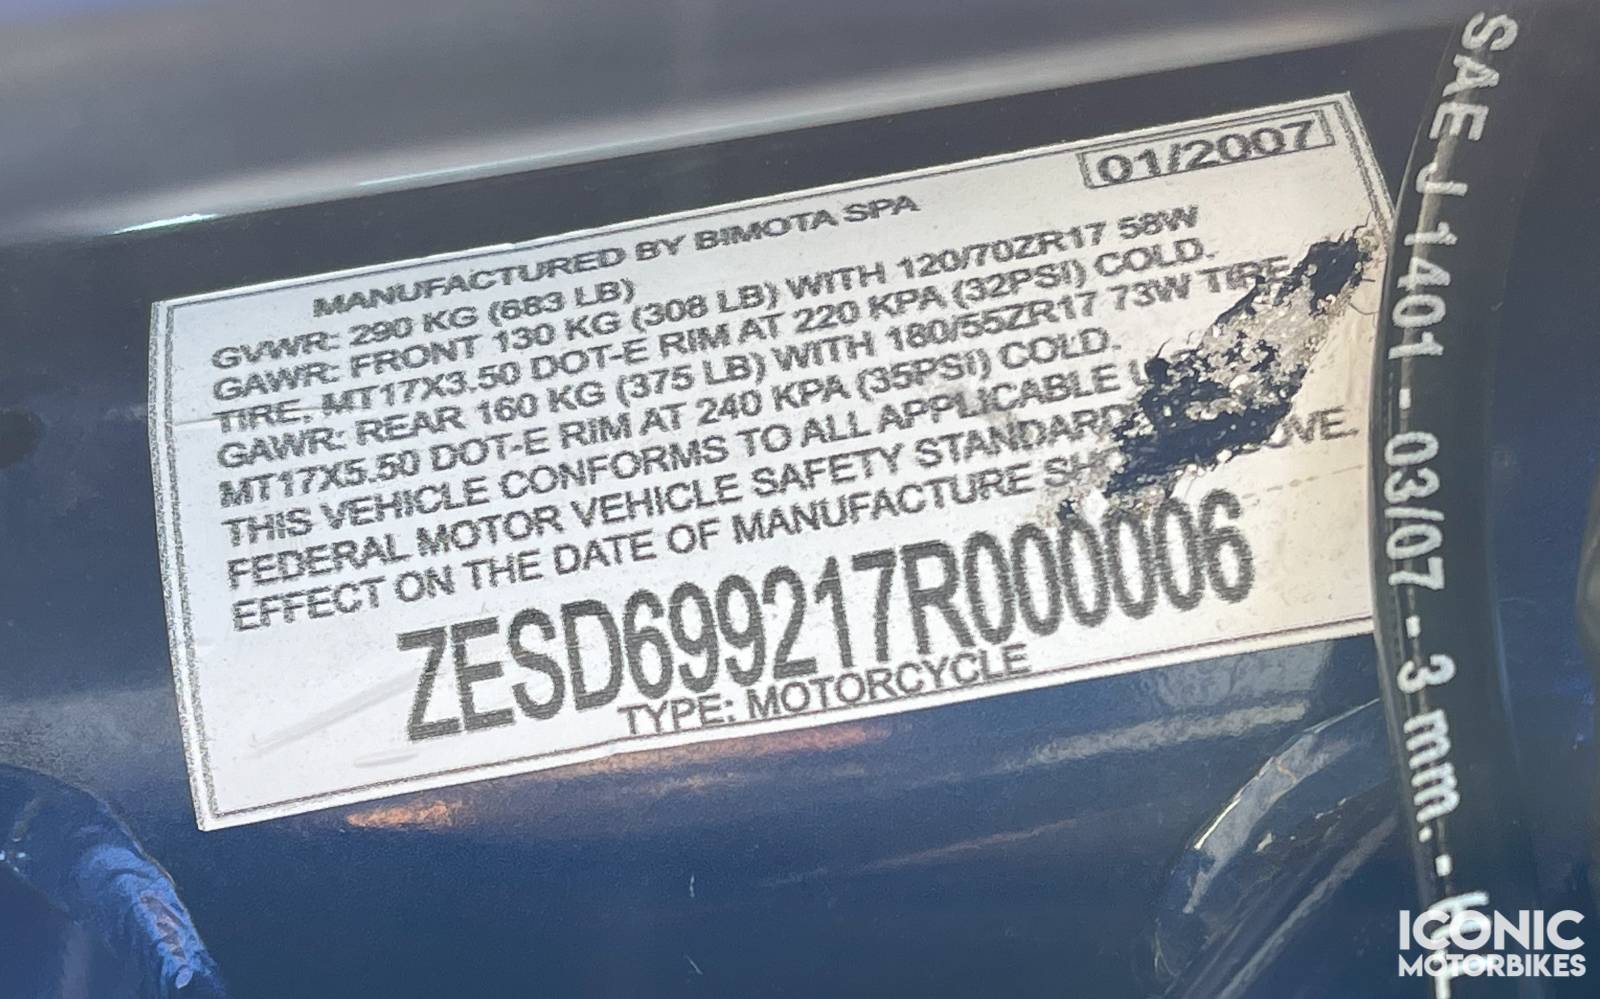 01/2007
MANUFACTURED BY BIMOTA SPA
GVWR: 290 KG (683 LB)
GAWR: FRONT 130 KG (308 LB) WITH 120/70ZR17 58W
TIRE, MT17X3.50 DOT-E RIM AT 220 KPA (32PSI) COLD.
GAWR: REAR 160 KG (375 LB) WITH 180/55ZR17 73W TIRE
MT17X5.50 DOT-E RIM AT 240 KPA (35PSI) COLD.
THIS VEHICLE CONFORMS TO ALL APPLICABLE
FEDERAL MOTOR VEHICLE SAFETY
EFFECT ON THE DATE OF MANUFACTURE
ZESD699217R000006
TYPE: MOTORCYCLE
SAE J1401 - 03/07 - 3 mm. -
ICONIC
MOTORBIKES